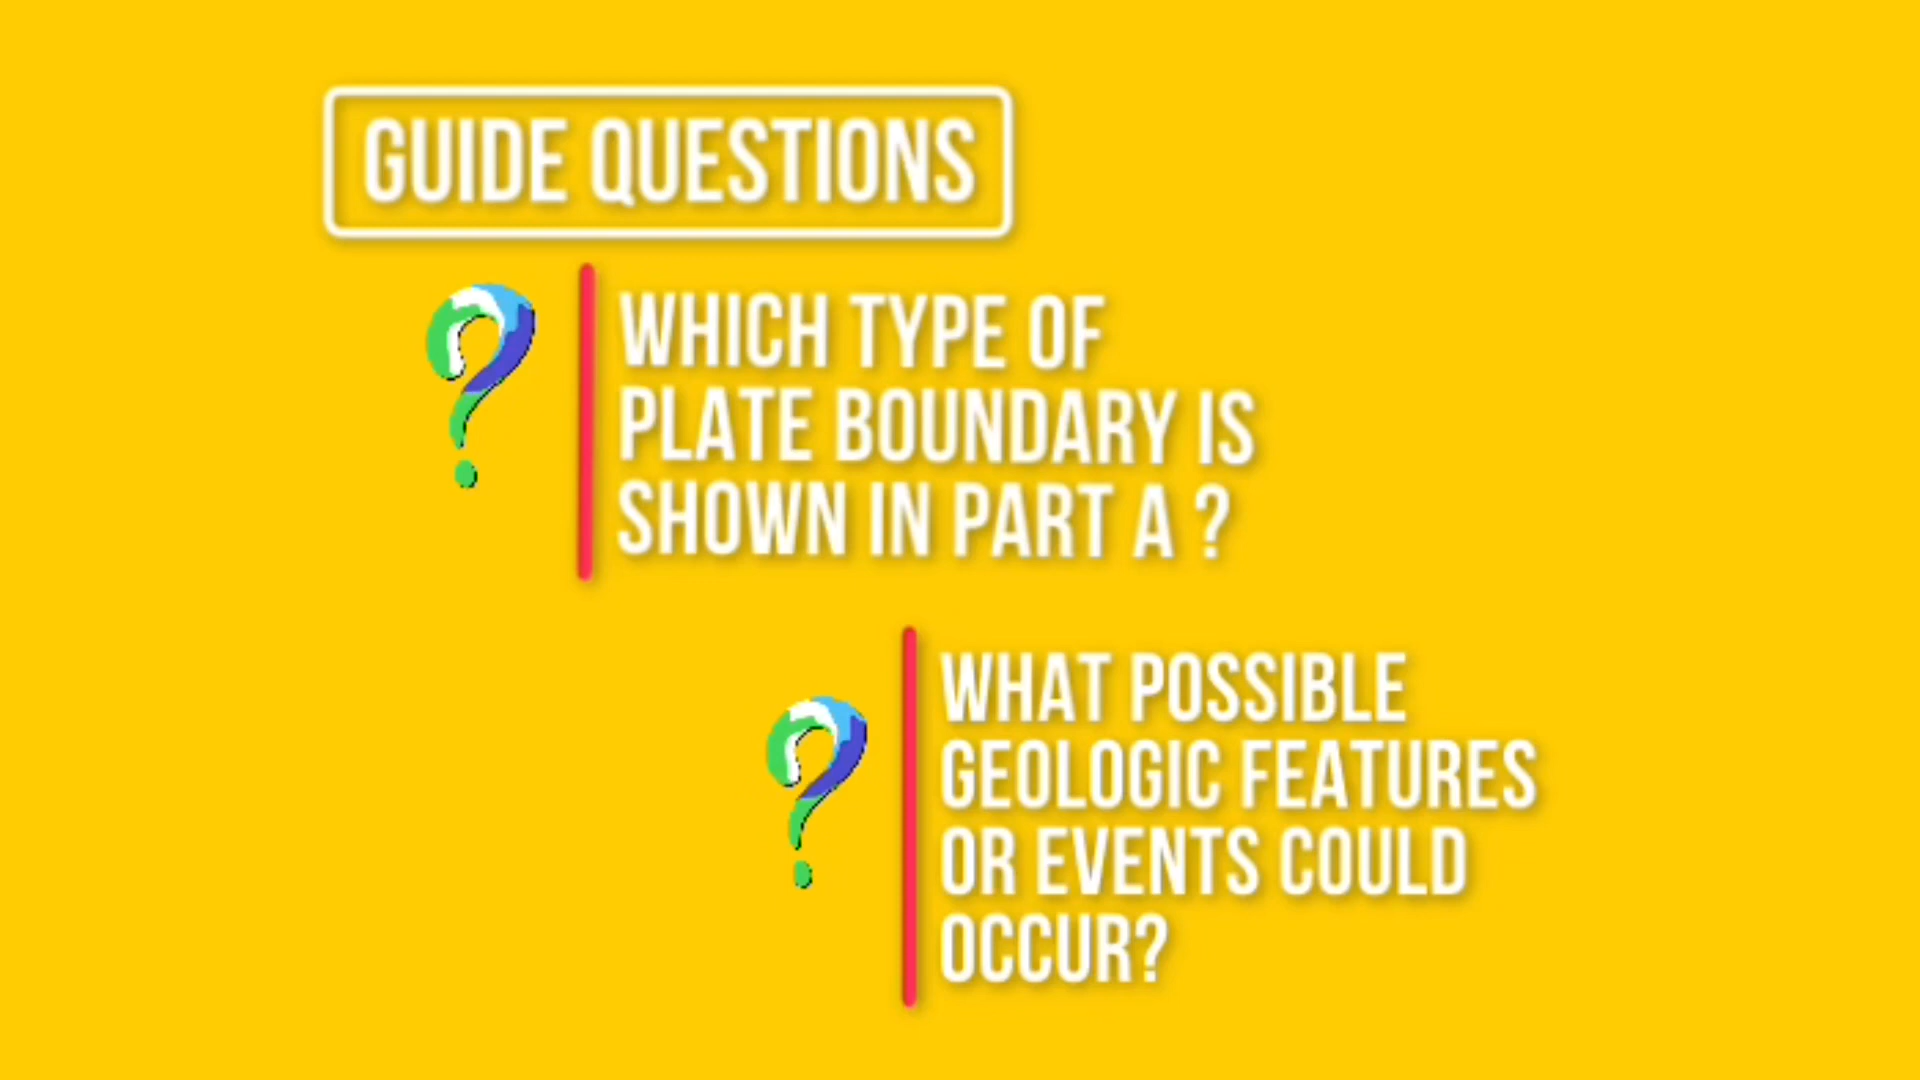 GUIDE QUESTIONS
WHICH TYPE OF
PLATE BOUNDARY IS
SHOWN IN PART A ?
WHAT POSSIBLE
GEOLOGIC FEATURES
OR EVENTS COULD
OCCUR?